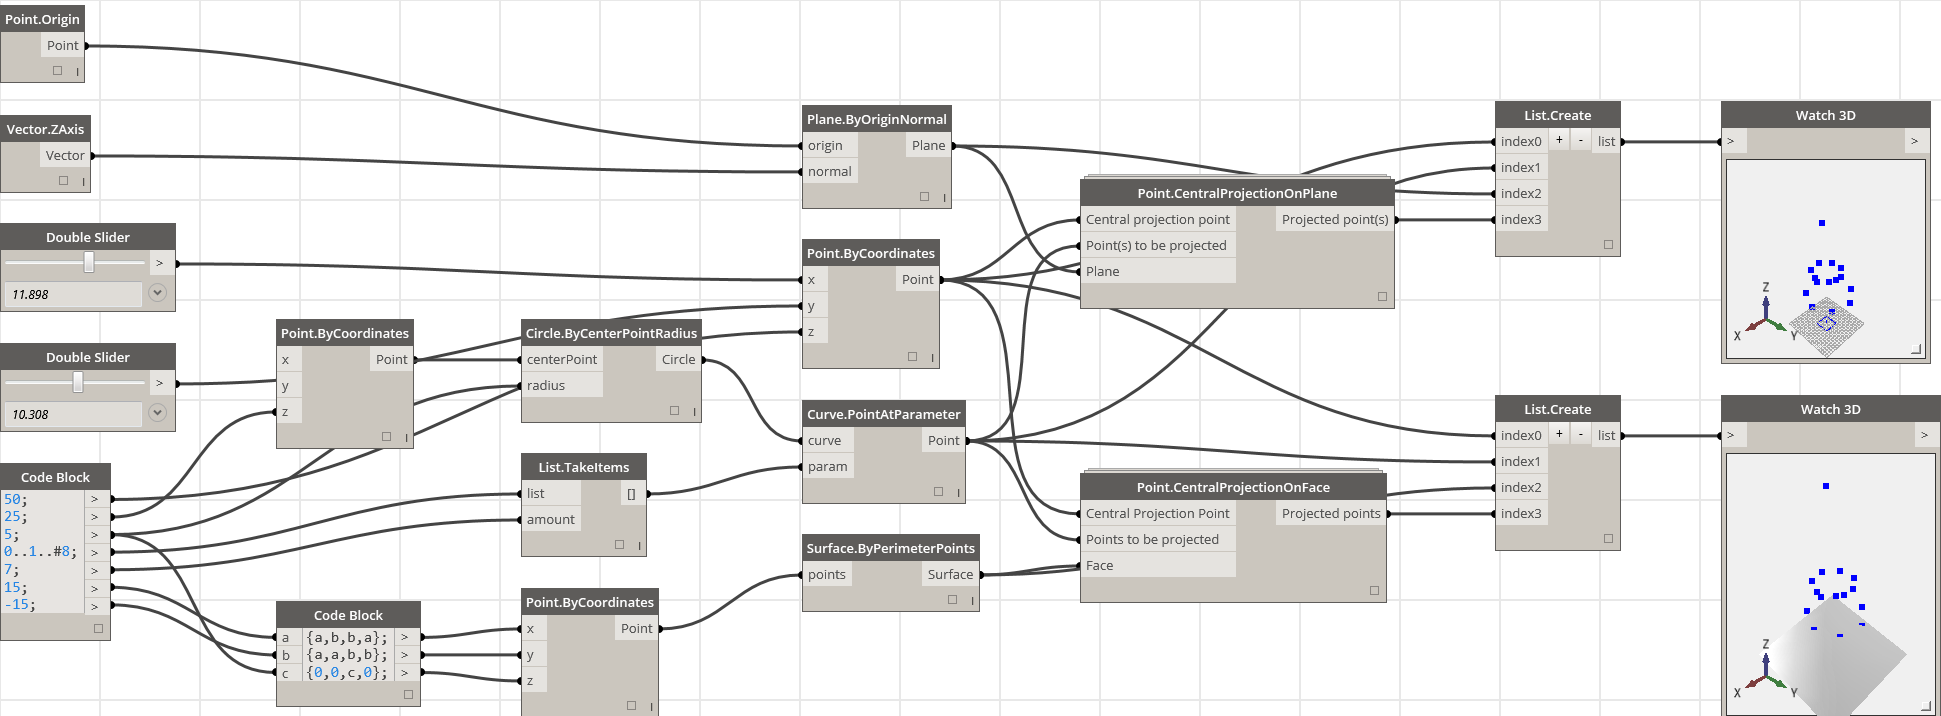 Point.Origin
Point
Vector.ZAxis
Vector
Double Slider
>
11.898
Double Slider
>
10.308
Code Block
50; >
25; >
5; >
0..1..#8; >
7; >
15; >
-15; >
Point.ByCoordinates
x Point
y
z
Circle.ByCenterPointRadius
centerPoint Circle
radius
List.TakeItems
list []
amount
Code Block
a {a,b,b,a}; >
b {a,a,b,b}; >
c {0,0,c,0}; >
Point.ByCoordinates
x Point
y
z
Plane.ByOriginNormal
origin Plane
normal
Point.ByCoordinates
x Point
y
z
Curve.PointAtParameter
curve Point
param
Surface.ByPerimeterPoints
points Surface
Point.CentralProjectionOnPlane
Central projection point Projected point(s)
Point(s) to be projected
Plane
Point.CentralProjectionOnFace
Central Projection Point Projected points
Points to be projected
Face
List.Create
index0 + - list
index1
index2
index3
List.Create
index0 + - list
index1
index2
index3
Watch 3D
> >
Z
X Y
Watch 3D
> >
Z
X Y